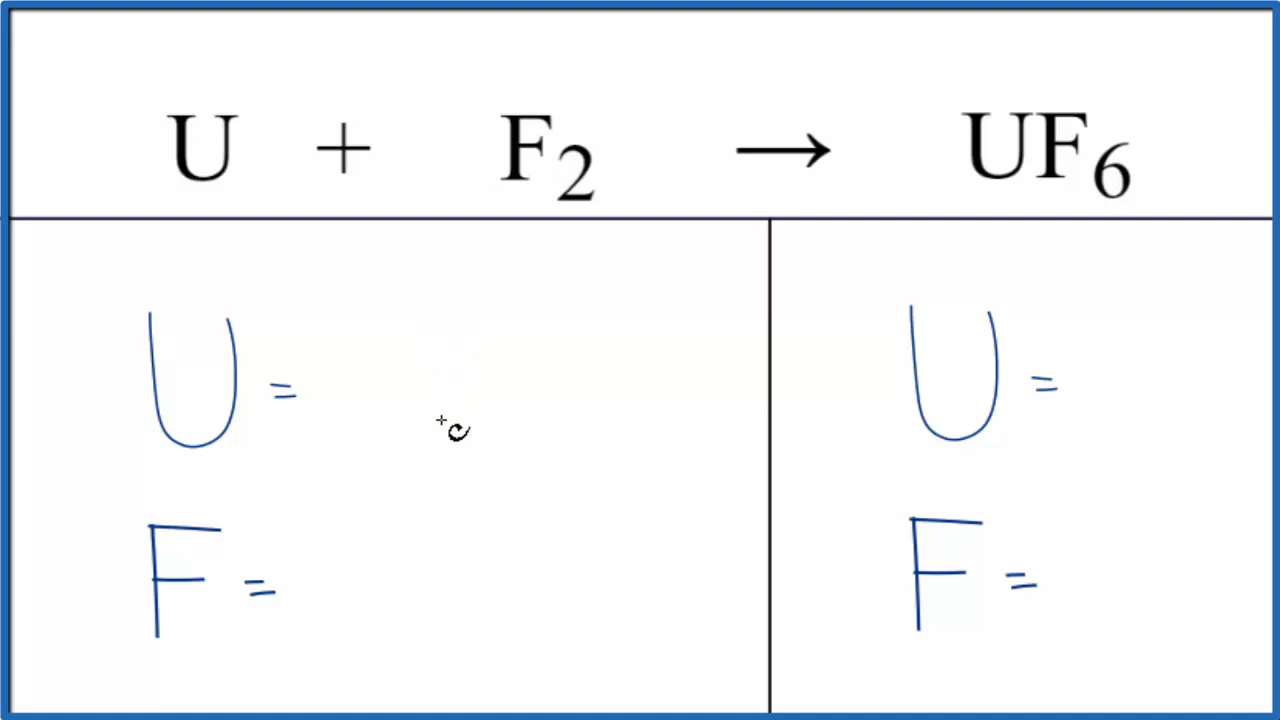 U + F₂ → UF₆
U = U =
F = F =